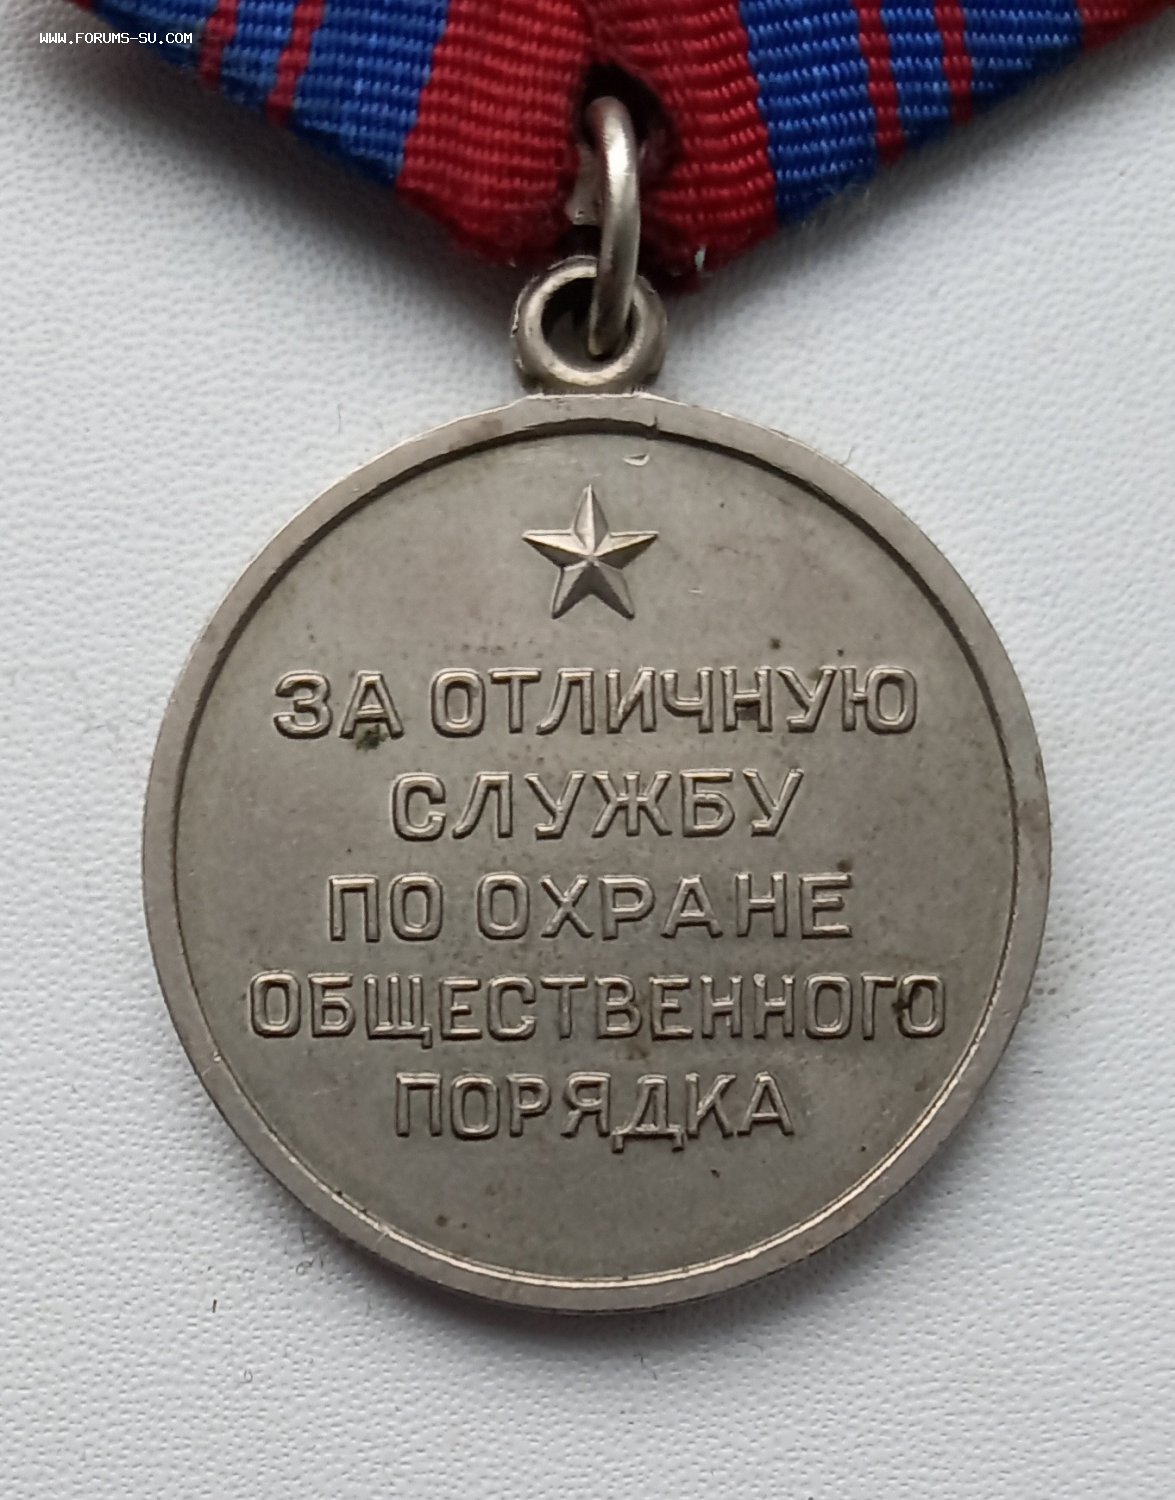 WWW.FORUMS-SU.COM
ЗА ОТЛИЧНУЮ
СЛУЖБУ
ПО ОХРАНЕ
ОБЩЕСТВЕННОГО
ПОРЯДКА